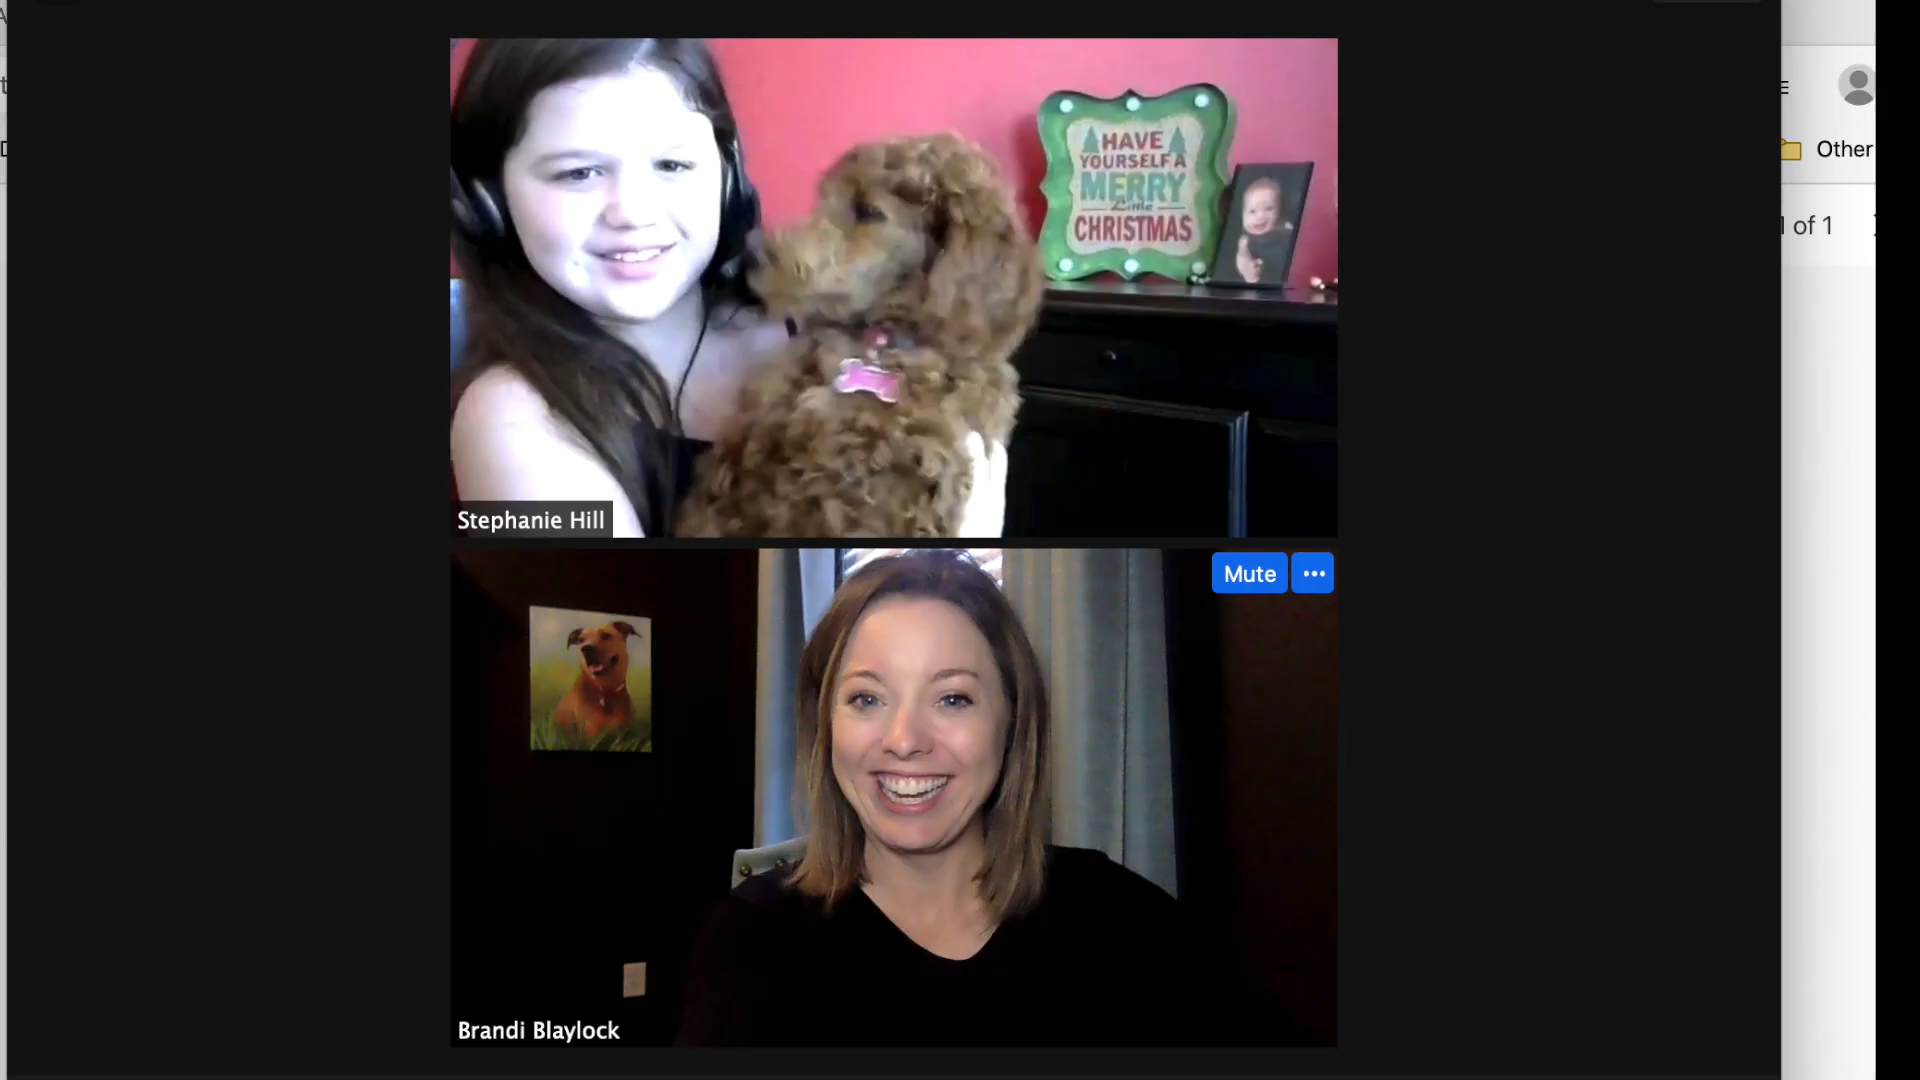 HAVE
YOURSELF A
MERRY
Little
CHRISTMAS
Stephanie Hill
Mute
Brandi Blaylock
Other
of 1